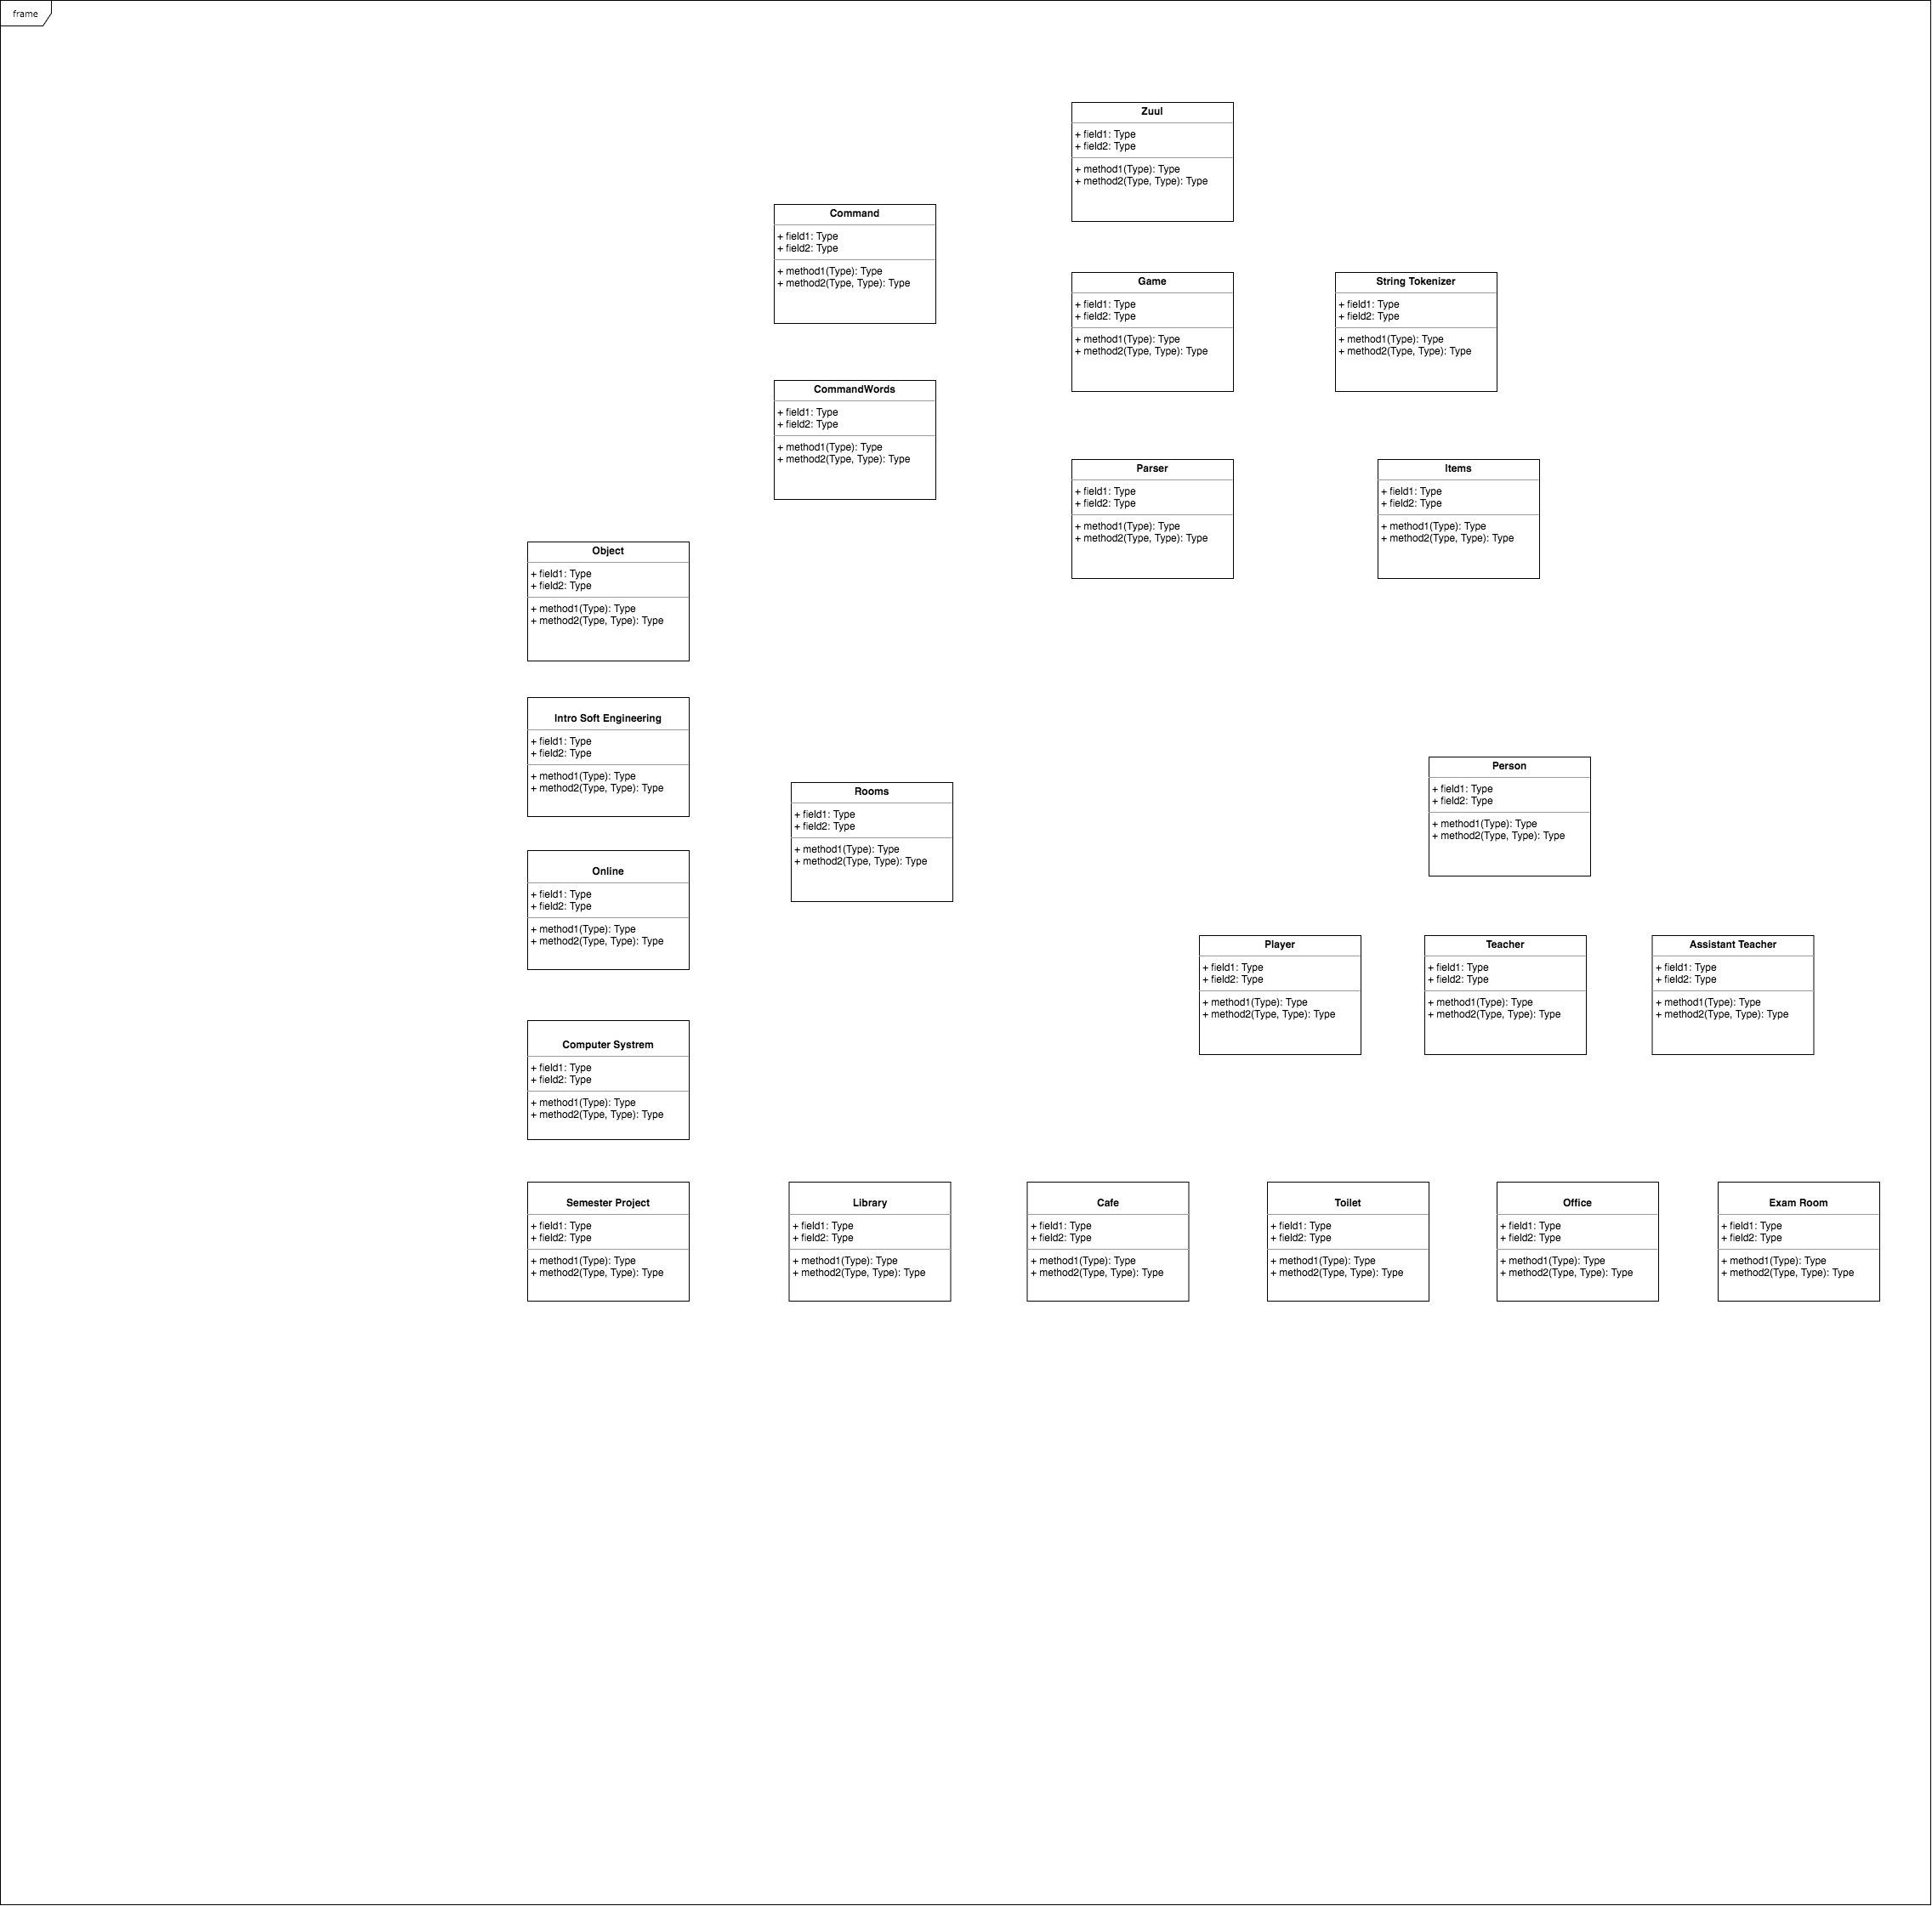 frame
Zuul
+ field1: Type
+ field2: Type
+ method1(Type): Type
+ method2(Type, Type): Type
Command
+ field1: Type
+ field2: Type
+ method1(Type): Type
+ method2(Type, Type): Type
Game
+ field1: Type
+ field2: Type
+ method1(Type): Type
+ method2(Type, Type): Type
String Tokenizer
+ field1: Type
+ field2: Type
+ method1(Type): Type
+ method2(Type, Type): Type
CommandWords
+ field1: Type
+ field2: Type
+ method1(Type): Type
+ method2(Type, Type): Type
Parser
+ field1: Type
+ field2: Type
+ method1(Type): Type
+ method2(Type, Type): Type
Items
+ field1: Type
+ field2: Type
+ method1(Type): Type
+ method2(Type, Type): Type
Object
+ field1: Type
+ field2: Type
+ method1(Type): Type
+ method2(Type, Type): Type
Intro Soft Engineering
+ field1: Type
+ field2: Type
+ method1(Type): Type
+ method2(Type, Type): Type
Rooms
+ field1: Type
+ field2: Type
+ method1(Type): Type
+ method2(Type, Type): Type
Person
+ field1: Type
+ field2: Type
+ method1(Type): Type
+ method2(Type, Type): Type
Online
+ field1: Type
+ field2: Type
+ method1(Type): Type
+ method2(Type, Type): Type
Player
+ field1: Type
+ field2: Type
+ method1(Type): Type
+ method2(Type, Type): Type
Teacher
+ field1: Type
+ field2: Type
+ method1(Type): Type
+ method2(Type, Type): Type
Assistant Teacher
+ field1: Type
+ field2: Type
+ method1(Type): Type
+ method2(Type, Type): Type
Computer Systrem
+ field1: Type
+ field2: Type
+ method1(Type): Type
+ method2(Type, Type): Type
Semester Project
+ field1: Type
+ field2: Type
+ method1(Type): Type
+ method2(Type, Type): Type
Library
+ field1: Type
+ field2: Type
+ method1(Type): Type
+ method2(Type, Type): Type
Cafe
+ field1: Type
+ field2: Type
+ method1(Type): Type
+ method2(Type, Type): Type
Toilet
+ field1: Type
+ field2: Type
+ method1(Type): Type
+ method2(Type, Type): Type
Office
+ field1: Type
+ field2: Type
+ method1(Type): Type
+ method2(Type, Type): Type
Exam Room
+ field1: Type
+ field2: Type
+ method1(Type): Type
+ method2(Type, Type): Type